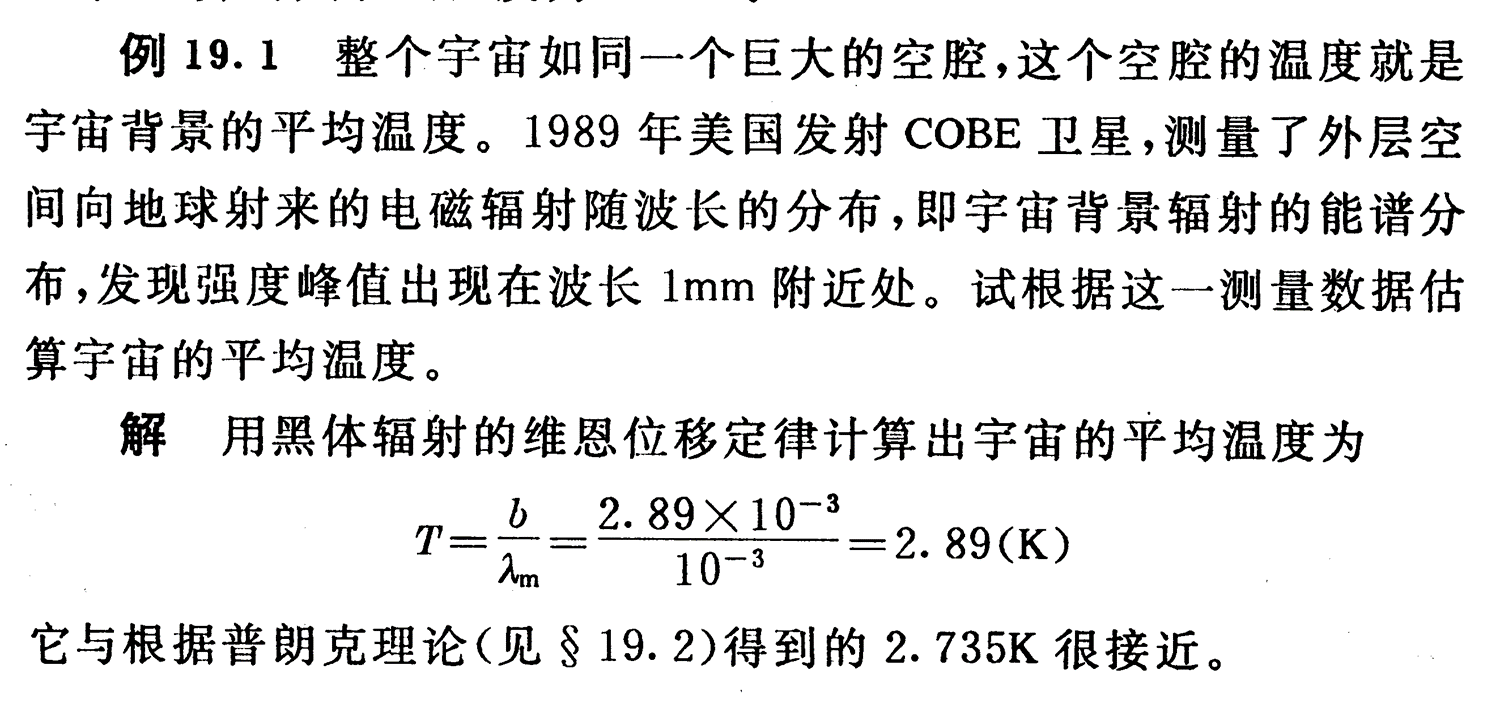 例 19.1 整个宇宙如同一个巨大的空腔,这个空腔的温度就是
宇宙背景的平均温度。1989 年美国发射 COBE 卫星,测量了外层空
间向地球射来的电磁辐射随波长的分布,即宇宙背景辐射的能谱分
布,发现强度峰值出现在波长 1mm 附近处。试根据这一测量数据估
算宇宙的平均温度。
解 用黑体辐射的维恩位移定律计算出宇宙的平均温度为
T=b/λₘ=2.89×10⁻³/10⁻³=2.89(K)
它与根据普朗克理论(见 § 19.2)得到的 2.735K 很接近。